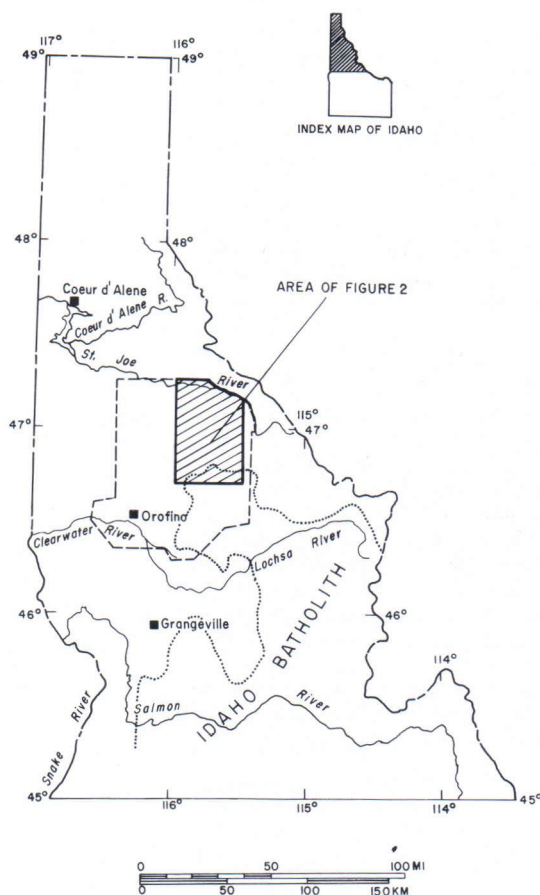 117°
116°
49°
49°
INDEX MAP OF IDAHO
48°
48°
Coeur d'Alene
AREA OF FIGURE 2
Coeur d'Alene R.
St. Joe River
115°
47°
47°
Orofino
Clearwater River
Lochsa River
46°
46°
Grangeville
IDAHO BATHOLITH
114°
Salmon River
Snake River
45°
45°
116°
115°
114°
0 50 100 MI
0 50 100 150 KM